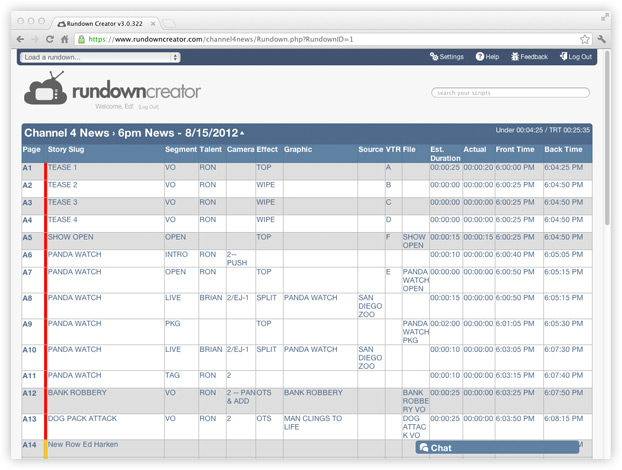 Rundown Creator v3.0.322
https://www.rundowncreator.com/channel4news/Rundown.php?RundownID=1
Load a rundown... Settings Help Feedback Log Out
rundowncreator
Welcome, Ed! [Log Out]
search your scripts
Channel 4 News › 6pm News - 8/15/2012 Under 00:04:25 / TRT 00:25:35
Page Story Slug Segment Talent Camera Effect Graphic Source VTR File Est. Duration Actual Front Time Back Time
A1 TEASE 1 VO RON TOP A 00:00:25 00:00:20 6:00:00 PM 6:04:25 PM
A2 TEASE 2 VO RON WIPE B 00:00:00 00:00:00 6:00:25 PM 6:04:50 PM
A3 TEASE 3 VO RON WIPE C 00:00:00 00:00:00 6:00:25 PM 6:04:50 PM
A4 TEASE 4 VO RON WIPE D 00:00:00 00:00:00 6:00:25 PM 6:04:50 PM
A5 SHOW OPEN OPEN TOP F SHOW OPEN 00:00:15 00:00:15 6:00:25 PM 6:04:50 PM
A6 PANDA WATCH INTRO RON 2-- PUSH 00:00:10 00:00:00 6:00:40 PM 6:05:05 PM
A7 PANDA WATCH OPEN RON TOP E PANDA WATCH OPEN 00:00:00 00:00:00 6:00:50 PM 6:05:15 PM
A8 PANDA WATCH LIVE BRIAN 2/EJ-1 SPLIT PANDA WATCH SAN DIEGO ZOO 00:00:15 00:00:00 6:00:50 PM 6:05:15 PM
A9 PANDA WATCH PKG TOP PANDA WATCH PKG 00:02:00 00:00:00 6:01:05 PM 6:05:30 PM
A10 PANDA WATCH LIVE BRIAN 2/EJ-1 SPLIT PANDA WATCH SAN DIEGO ZOO 00:00:10 00:00:00 6:03:05 PM 6:07:30 PM
A11 PANDA WATCH TAG RON 2 00:00:10 00:00:00 6:03:15 PM 6:07:40 PM
A12 BANK ROBBERY VO RON 2 -- PAN & ADD OTS BANK ROBBERY BANK ROBBE RY VO 00:00:25 00:00:00 6:03:25 PM 6:07:50 PM
A13 DOG PACK ATTACK VO RON 2 OTS MAN CLINGS TO LIFE DOG ATTAC K VO 00:00:25 00:00:00 6:03:50 PM 6:08:15 PM
A14 New Row Ed Harken
Chat